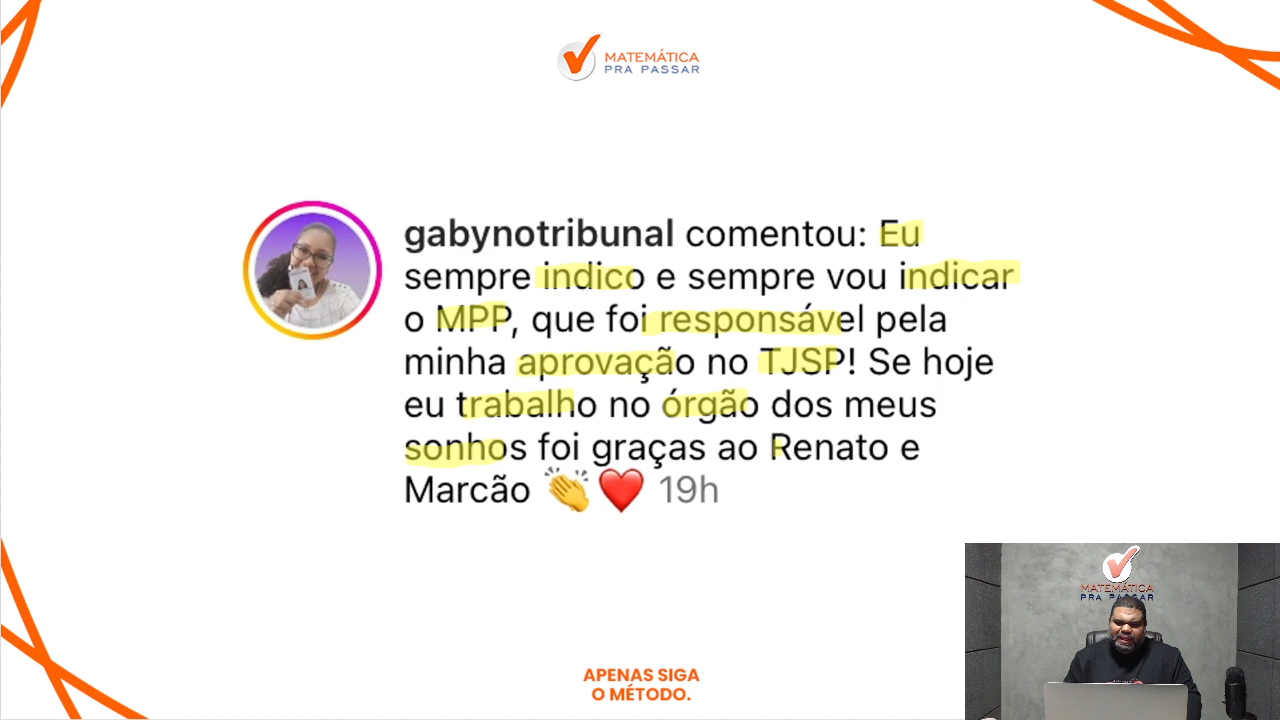 MATEMÁTICA
PRA PASSAR
gabynotribunal comentou: Eu
sempre indico e sempre vou indicar
o MPP, que foi responsável pela
minha aprovação no TJSP! Se hoje
eu trabalho no órgão dos meus
sonhos foi graças ao Renato e
Marcão 👏❤️ 19h
MATEMÁTICA
PRA PASSAR
APENAS SIGA
O MÉTODO.